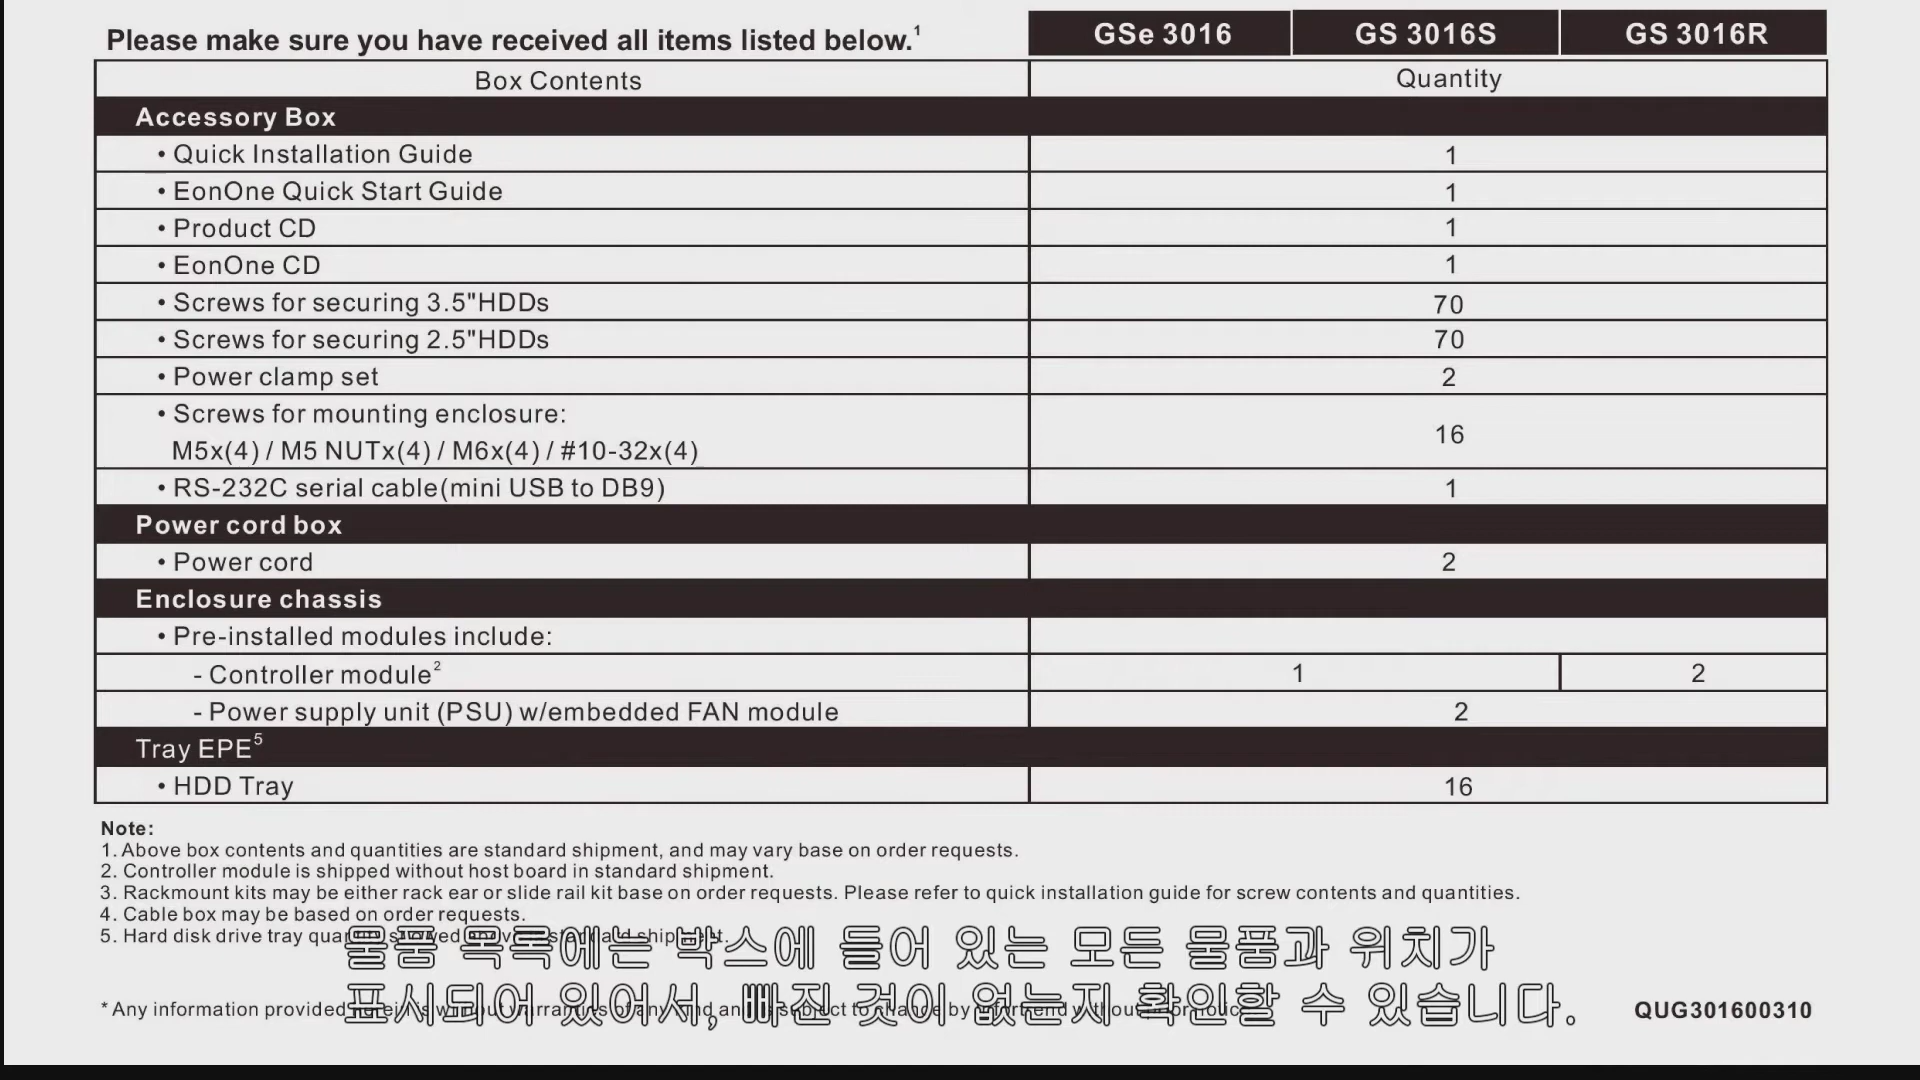 Please make sure you have received all items listed below.¹ GSe 3016 GS 3016S GS 3016R
Box Contents Quantity
Accessory Box
• Quick Installation Guide 1
• EonOne Quick Start Guide 1
• Product CD 1
• EonOne CD 1
• Screws for securing 3.5"HDDs 70
• Screws for securing 2.5"HDDs 70
• Power clamp set 2
• Screws for mounting enclosure:
M5x(4) / M5 NUTx(4) / M6x(4) / #10-32x(4) 16
• RS-232C serial cable(mini USB to DB9) 1
Power cord box
• Power cord 2
Enclosure chassis
• Pre-installed modules include:
- Controller module² 1 2
- Power supply unit (PSU) w/embedded FAN module 2
Tray EPE⁵
• HDD Tray 16
Note:
1. Above box contents and quantities are standard shipment, and may vary base on order requests.
2. Controller module is shipped without host board in standard shipment.
3. Rackmount kits may be either rack ear or slide rail kit base on order requests. Please refer to quick installation guide for screw contents and quantities.
4. Cable box may be based on order requests.
5. Hard disk drive tray shipment.
물품 목록에는 박스에 들어 있는 모든 물품과 위치가
* Any information provided
표시되어 있어서, 빠진 것이 없는지 확인할 수 있습니다.
QUG301600310